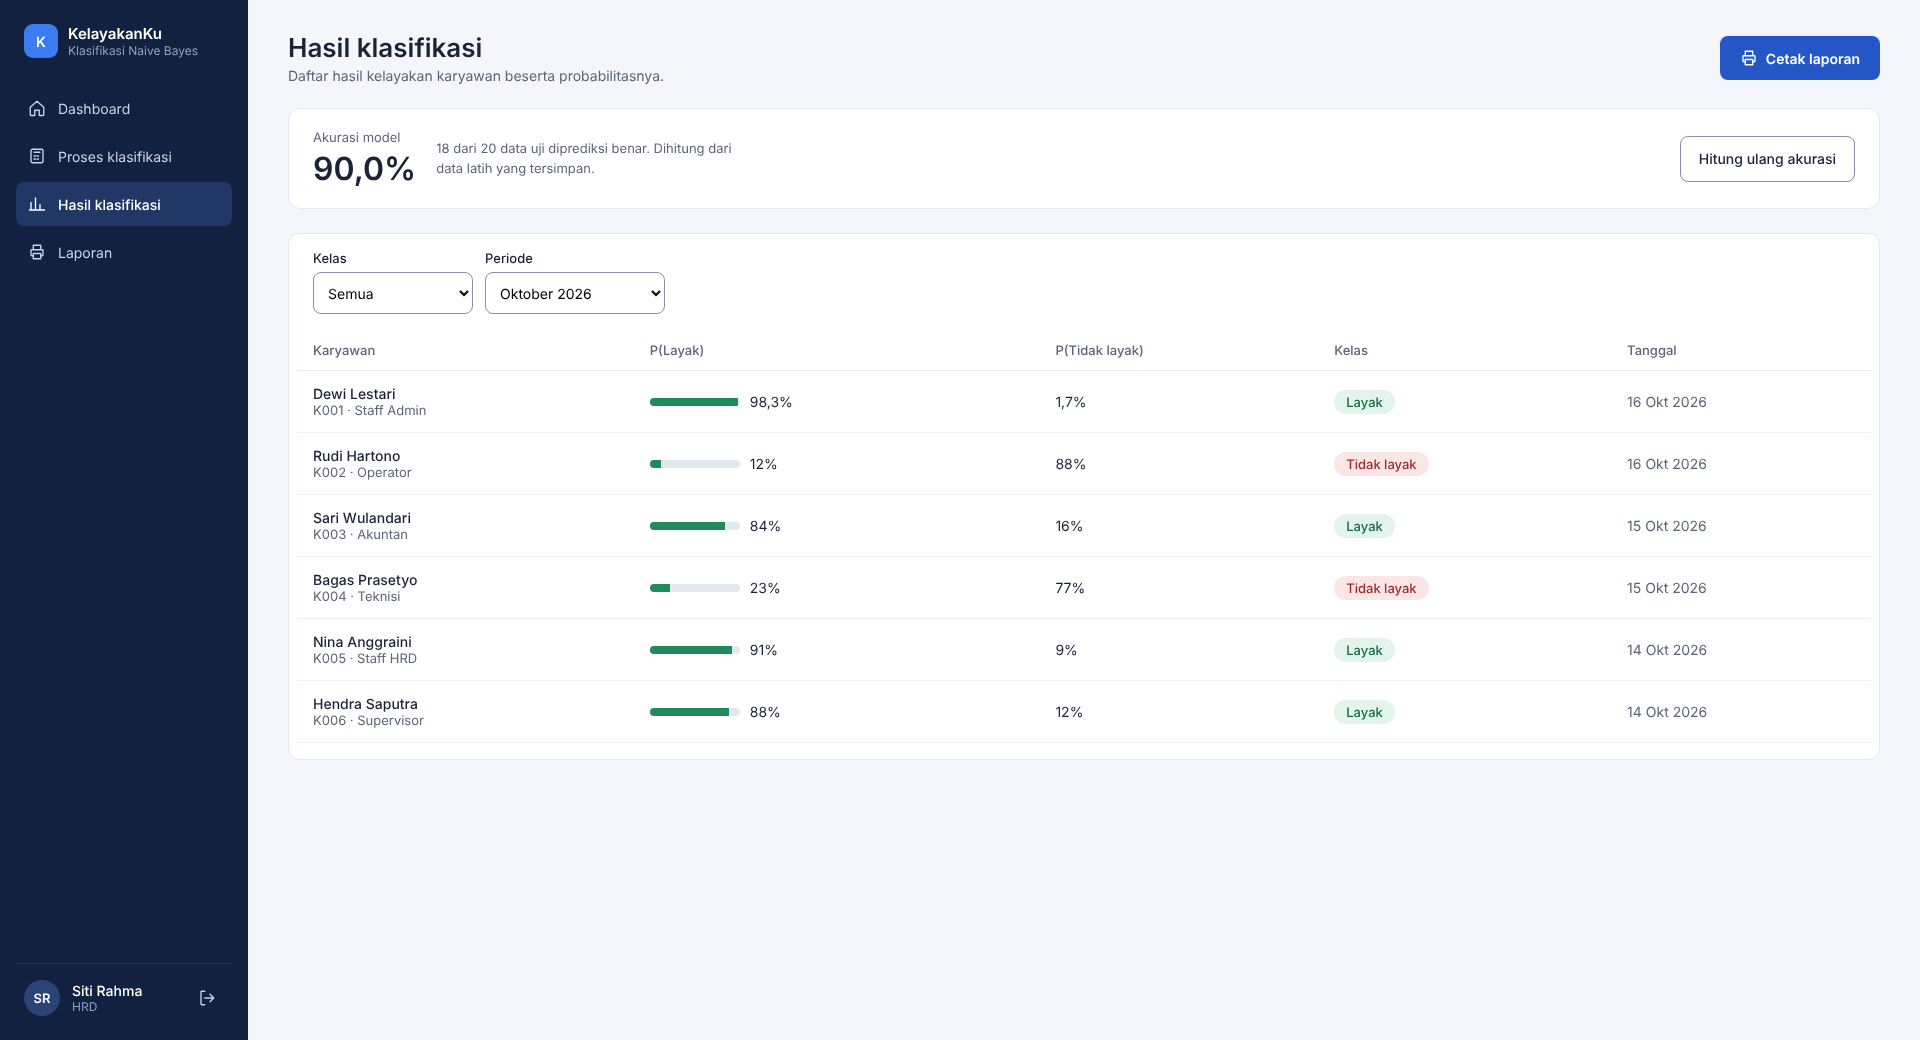 K
KelayakanKu
Klasifikasi Naive Bayes
Dashboard
Proses klasifikasi
Hasil klasifikasi
Laporan
SR
Siti Rahma
HRD
Hasil klasifikasi
Daftar hasil kelayakan karyawan beserta probabilitasnya.
Cetak laporan
Akurasi model
90,0%
18 dari 20 data uji diprediksi benar. Dihitung dari
data latih yang tersimpan.
Hitung ulang akurasi
Kelas Periode
Semua Oktober 2026
Karyawan P(Layak) P(Tidak layak) Kelas Tanggal
Dewi Lestari
K001 · Staff Admin
98,3% 1,7% Layak 16 Okt 2026
Rudi Hartono
K002 · Operator
12% 88% Tidak layak 16 Okt 2026
Sari Wulandari
K003 · Akuntan
84% 16% Layak 15 Okt 2026
Bagas Prasetyo
K004 · Teknisi
23% 77% Tidak layak 15 Okt 2026
Nina Anggraini
K005 · Staff HRD
91% 9% Layak 14 Okt 2026
Hendra Saputra
K006 · Supervisor
88% 12% Layak 14 Okt 2026